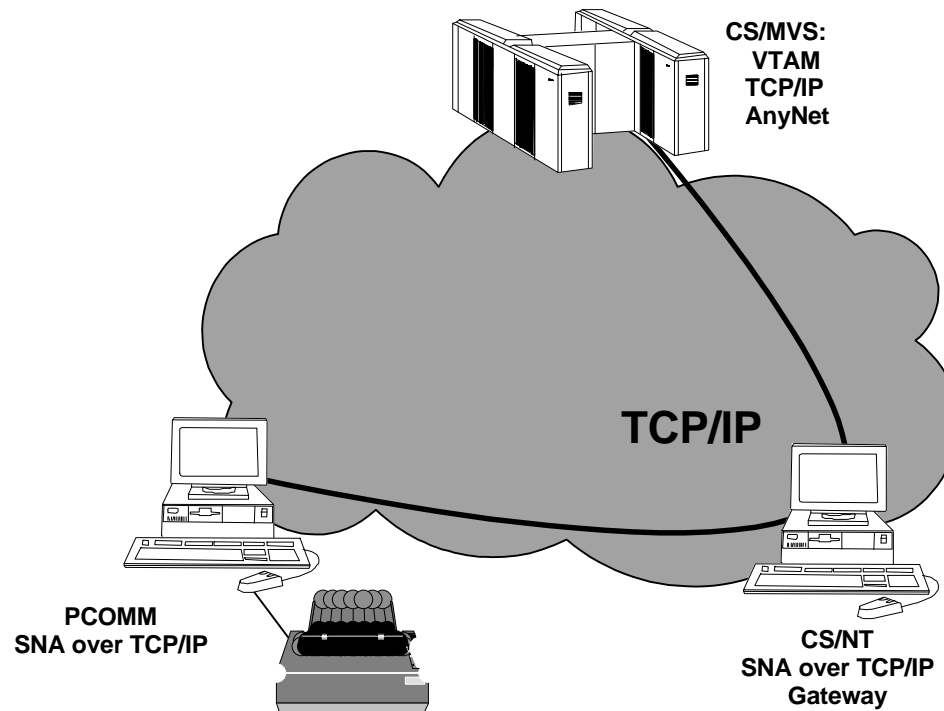 CS/MVS:
VTAM
TCP/IP
AnyNet
TCP/IP
PCOMM
SNA over TCP/IP
CS/NT
SNA over TCP/IP
Gateway